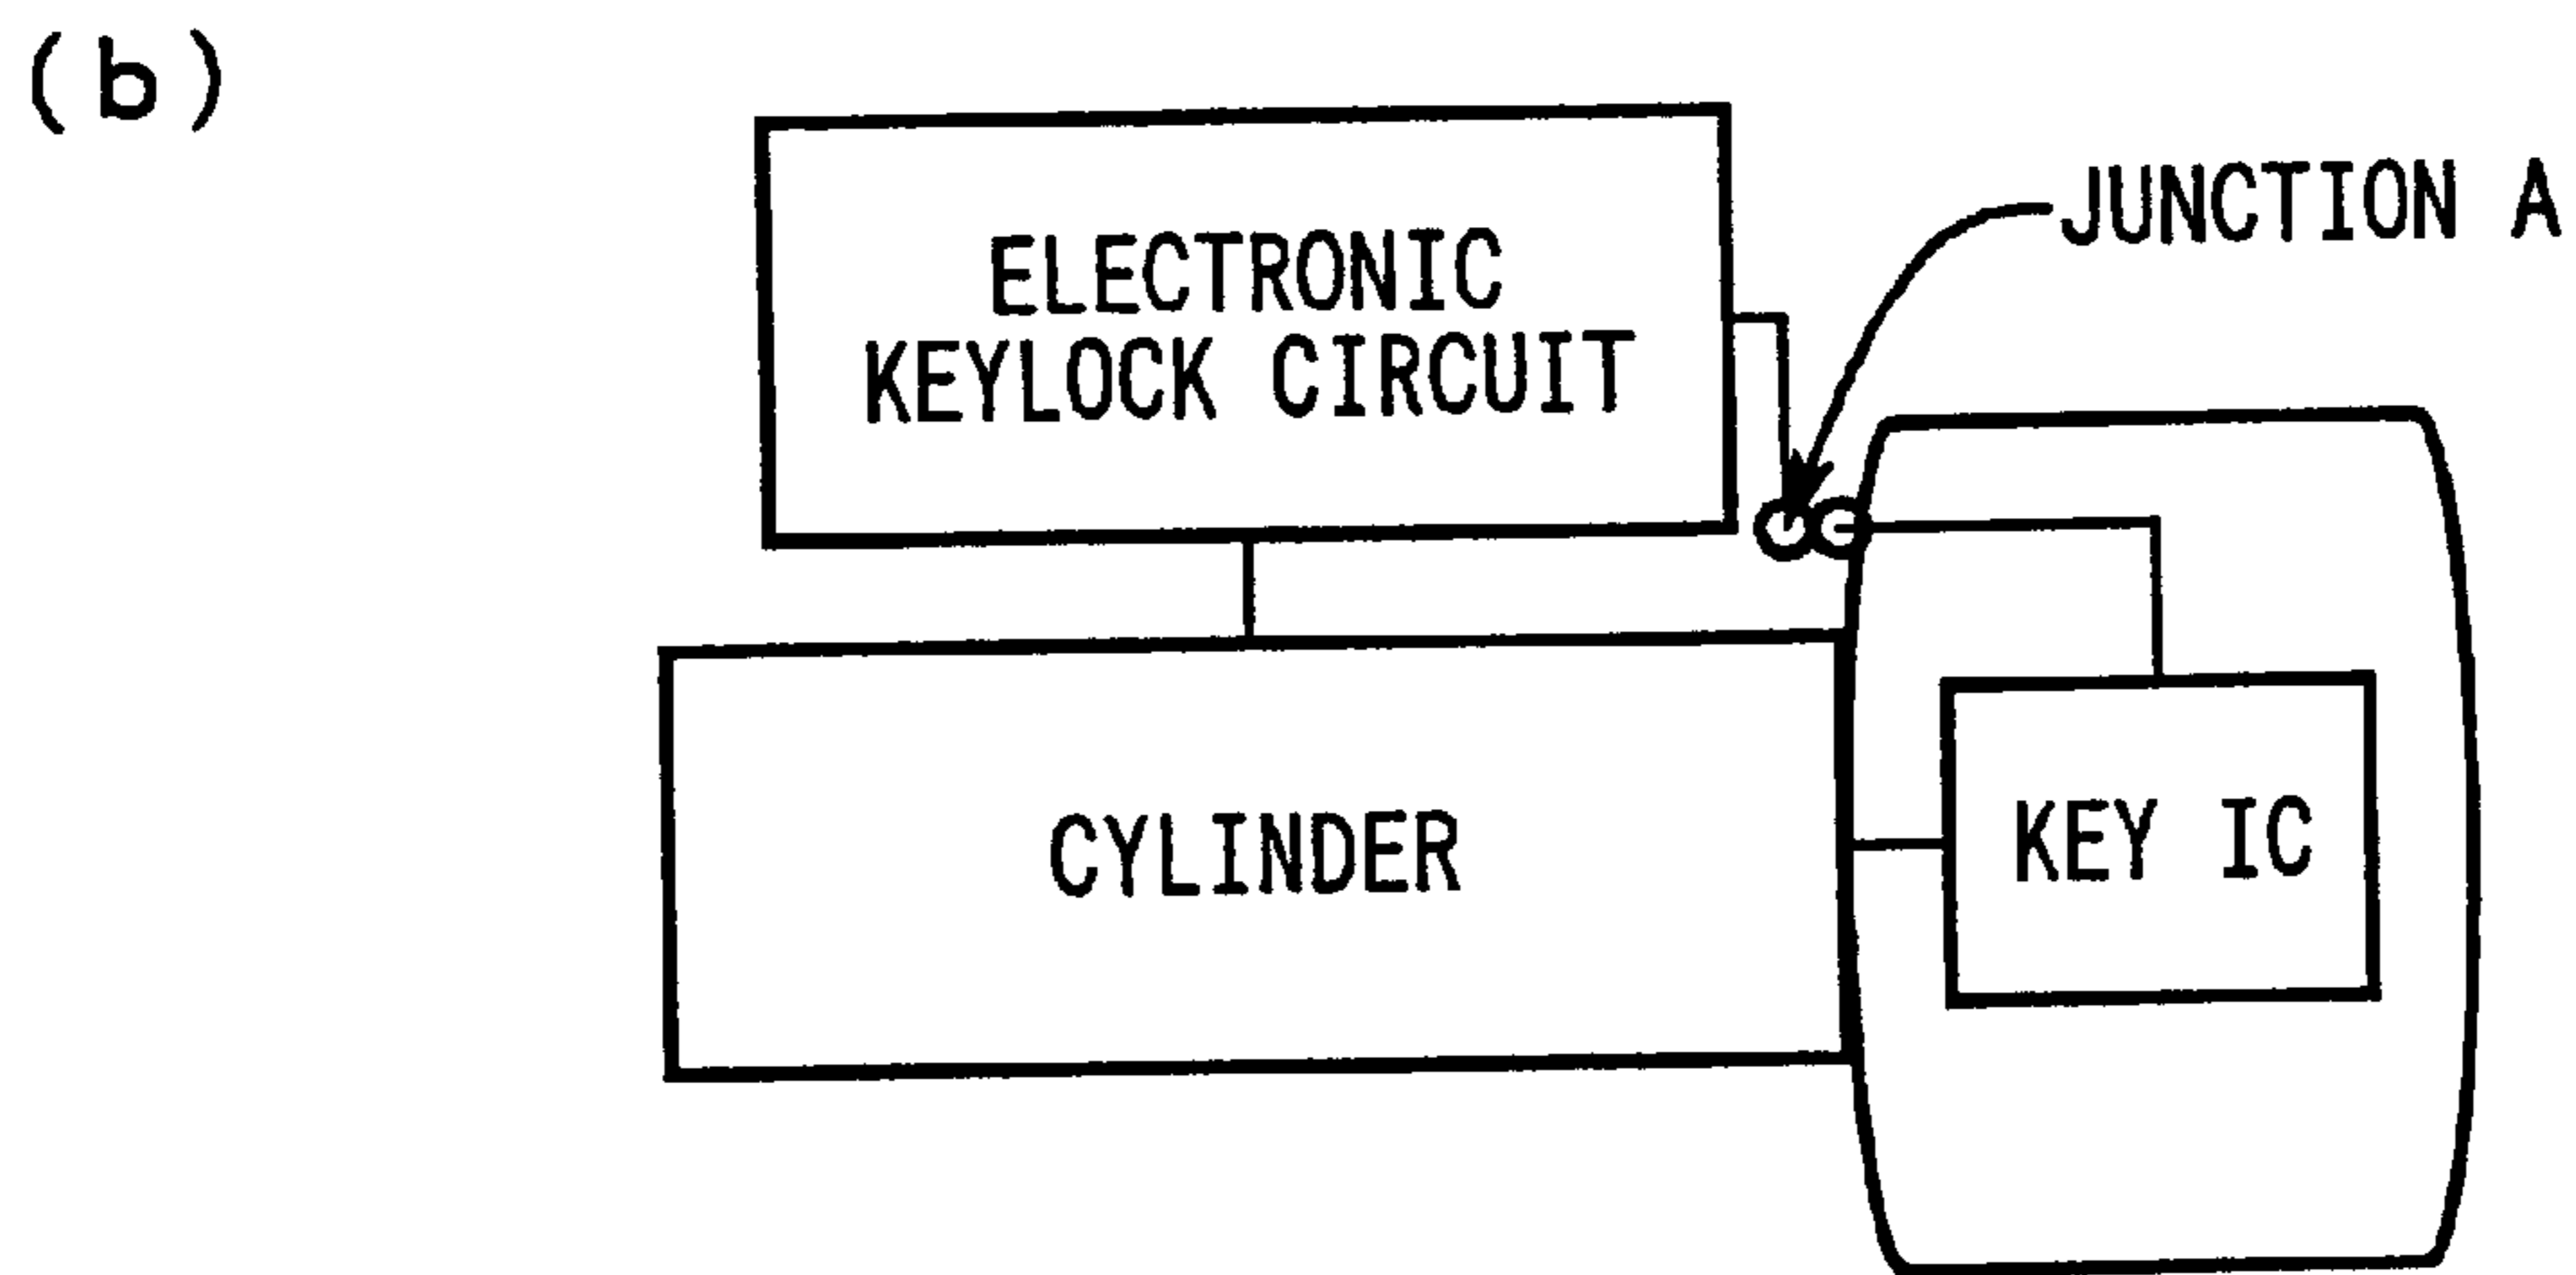 (b)
JUNCTION A
ELECTRONIC
KEYLOCK CIRCUIT
CYLINDER
KEY IC